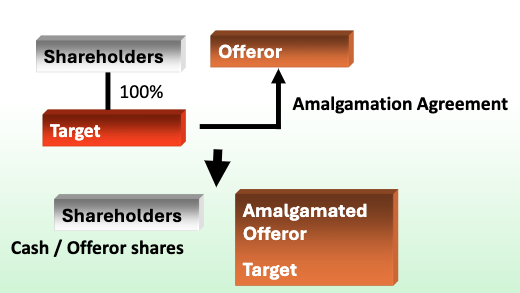 Shareholders
Offeror
100%
Amalgamation Agreement
Target
Shareholders
Cash / Offeror shares
Amalgamated
Offeror
Target